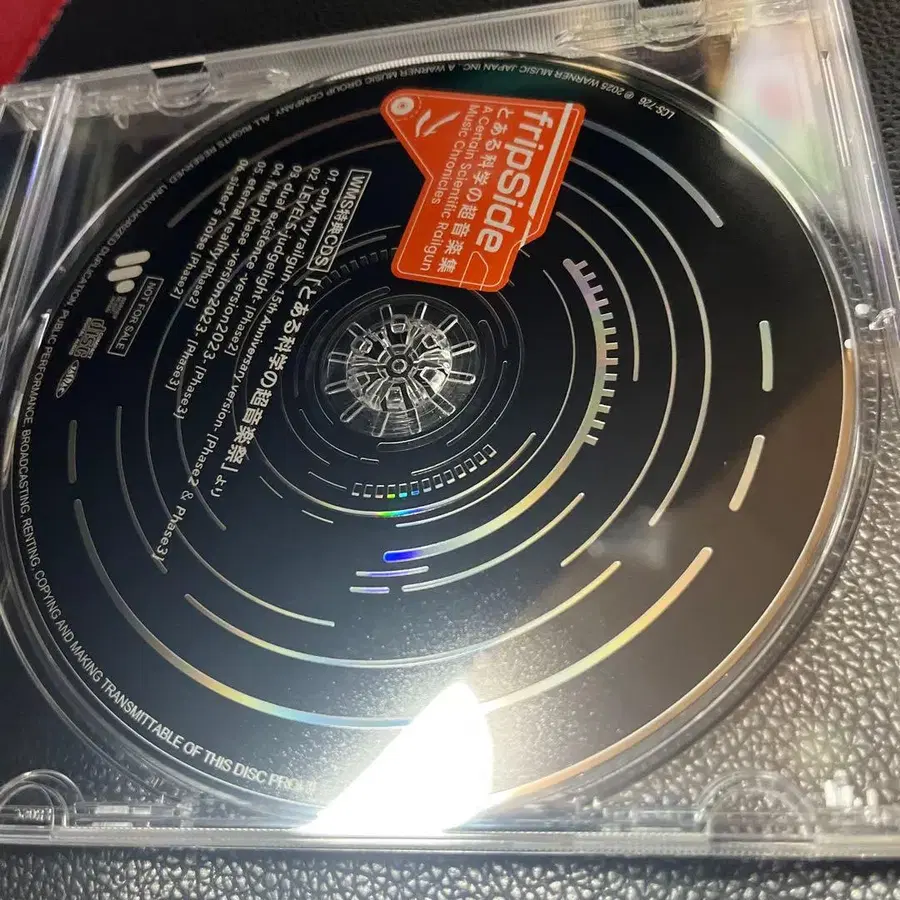 fripSide
とある科学の超音楽集
A Certain Scientific Railgun
Music Chronicles
WMS特典CDS 「とある科学の超音楽祭」より
01. only my railgun -15th Anniversary version- [Phase2 & Phase3]
02. LEVEL5 -judgelight- [Phase2]
03. dual existence -version2023- [Phase3]
04. final phase -version2023- [Phase3]
05. eternal reality [Phase2]
06. sister's noise [Phase2]
NOT FOR SALE
LCS-726 ℗ 2025 WARNER MUSIC JAPAN INC. A WARNER MUSIC GROUP COMPANY. ALL RIGHTS RESERVED. UNAUTHORIZED DUPLICATION, PUBLIC PERFORMANCE, BROADCASTING, RENTING, COPYING AND MAKING TRANSMITTABLE OF THIS DISC